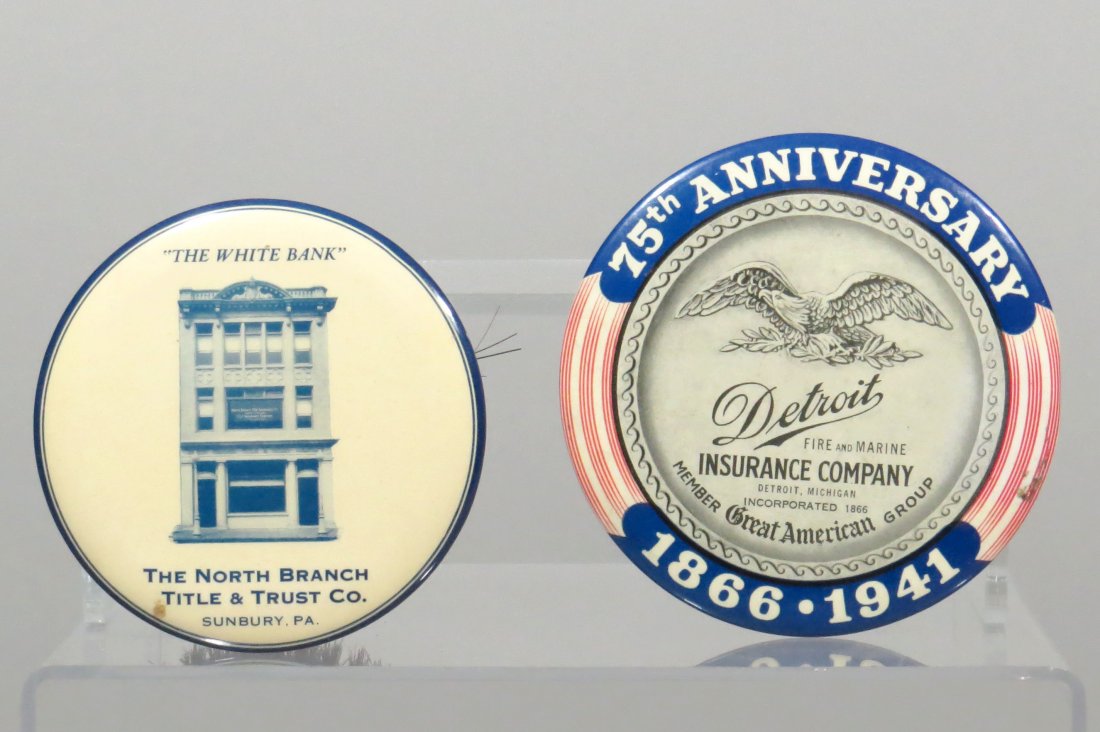 "THE WHITE BANK"
THE NORTH BRANCH
TITLE & TRUST CO.
SUNBURY, PA.
75th ANNIVERSARY
Detroit
FIRE AND MARINE
INSURANCE COMPANY
DETROIT, MICHIGAN
INCORPORATED 1866
MEMBER Great American GROUP
1866 • 1941